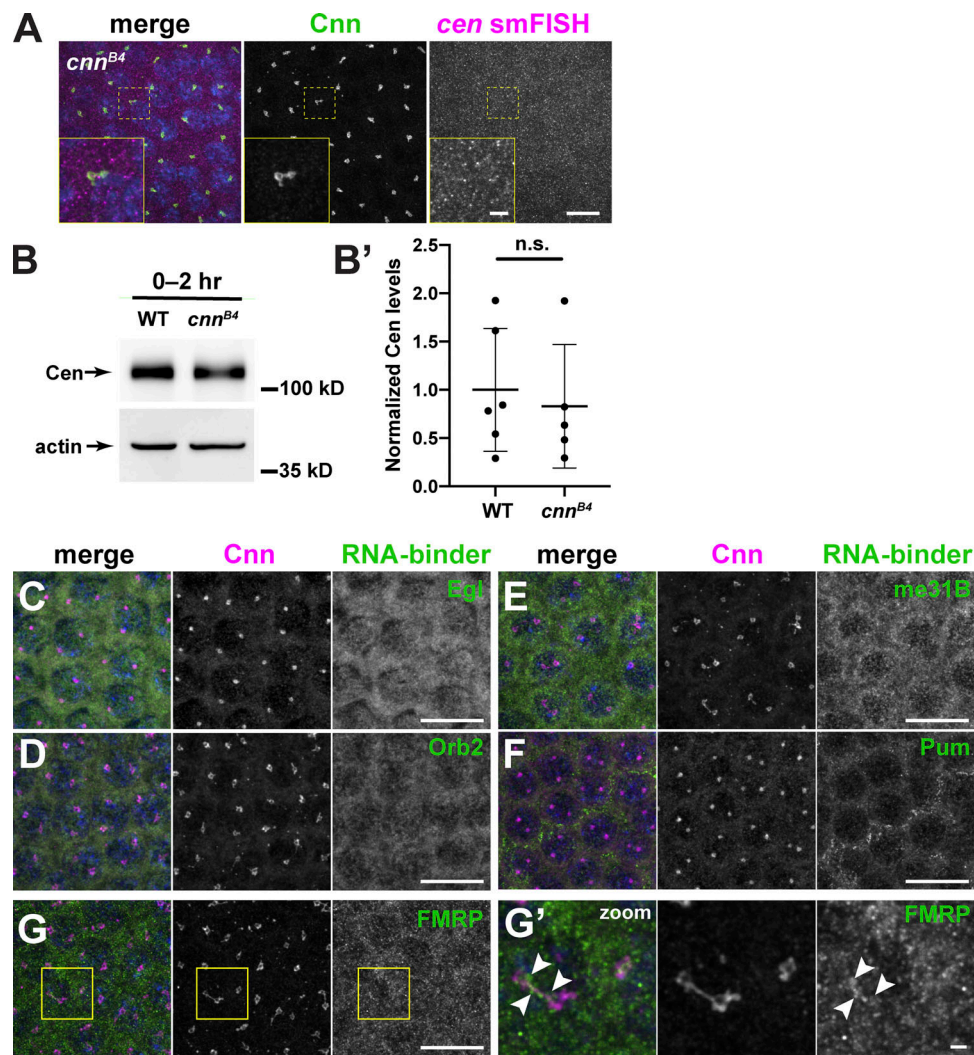 A
merge
Cnn
cen smFISH
cnnB4
B
0–2 hr
WT cnnB4
Cen
100 kD
actin
35 kD
B'
n.s.
Normalized Cen levels
2.5
2.0
1.5
1.0
0.5
0.0
WT cnnB4
merge Cnn RNA-binder
C
Egl
D
Orb2
G
FMRP
merge Cnn RNA-binder
E
me31B
F
Pum
G'
zoom
FMRP